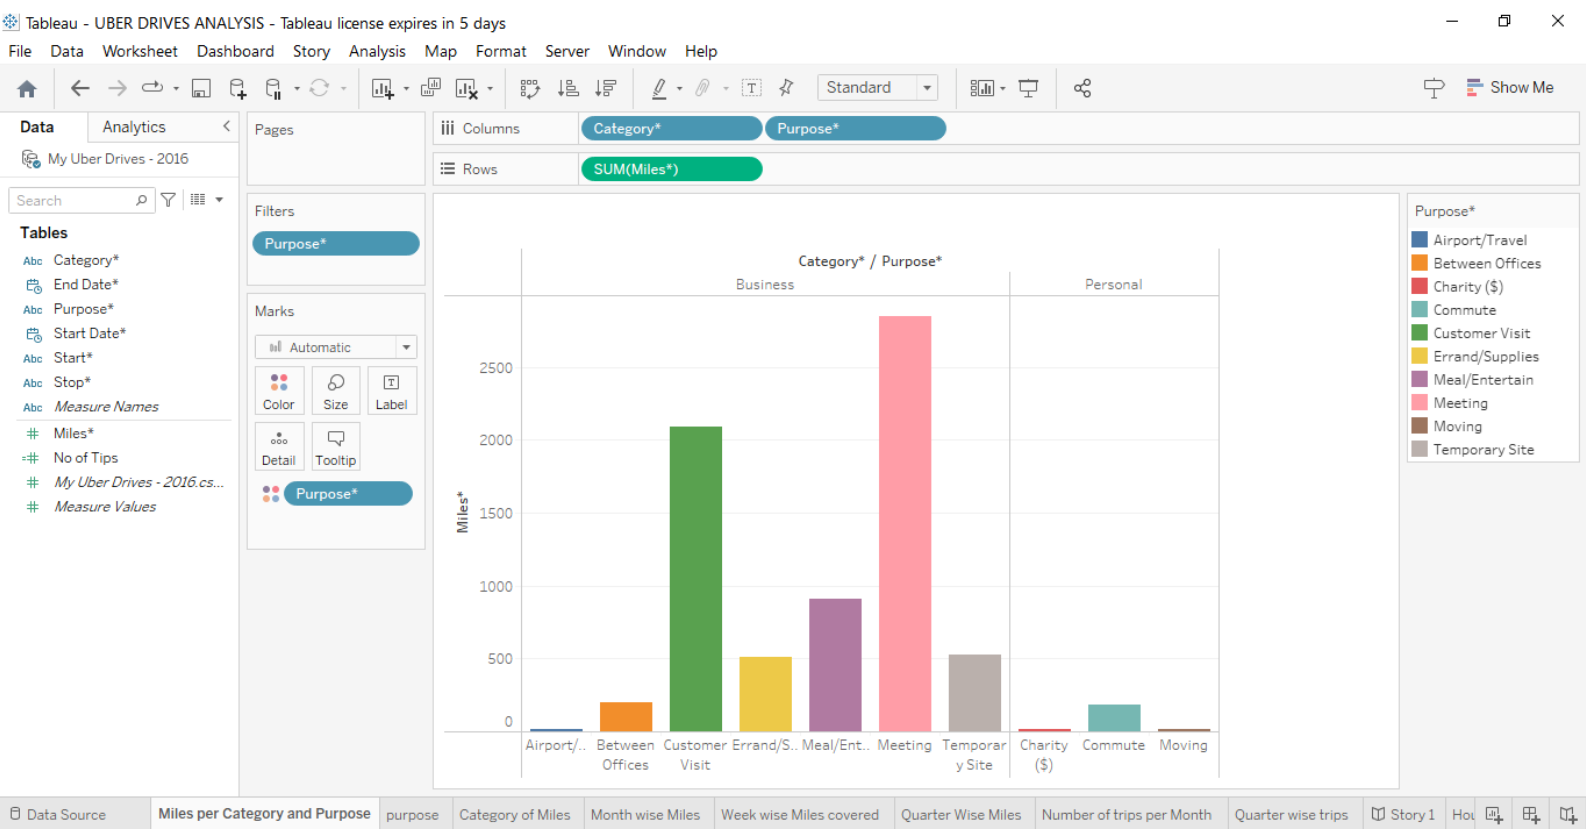 Tableau - UBER DRIVES ANALYSIS - Tableau license expires in 5 days
File Data Worksheet Dashboard Story Analysis Map Format Server Window Help
Standard
Show Me
Data Analytics
My Uber Drives - 2016
Search
Tables
Abc Category*
End Date*
Abc Purpose*
Start Date*
Abc Start*
Abc Stop*
Abc Measure Names
# Miles*
=# No of Tips
# My Uber Drives - 2016.cs...
# Measure Values
Pages
Filters
Purpose*
Marks
Automatic
Color Size Label
Detail Tooltip
Purpose*
Columns Category* Purpose*
Rows SUM(Miles*)
Category* / Purpose*
Business Personal
Miles*
2500
2000
1500
1000
500
0
Airport/.. Between Offices Customer Visit Errand/S.. Meal/Ent.. Meeting Temporary Site Charity ($) Commute Moving
Purpose*
Airport/Travel
Between Offices
Charity ($)
Commute
Customer Visit
Errand/Supplies
Meal/Entertain
Meeting
Moving
Temporary Site
Data Source Miles per Category and Purpose purpose Category of Miles Month wise Miles Week wise Miles covered Quarter Wise Miles Number of trips per Month Quarter wise trips Story 1